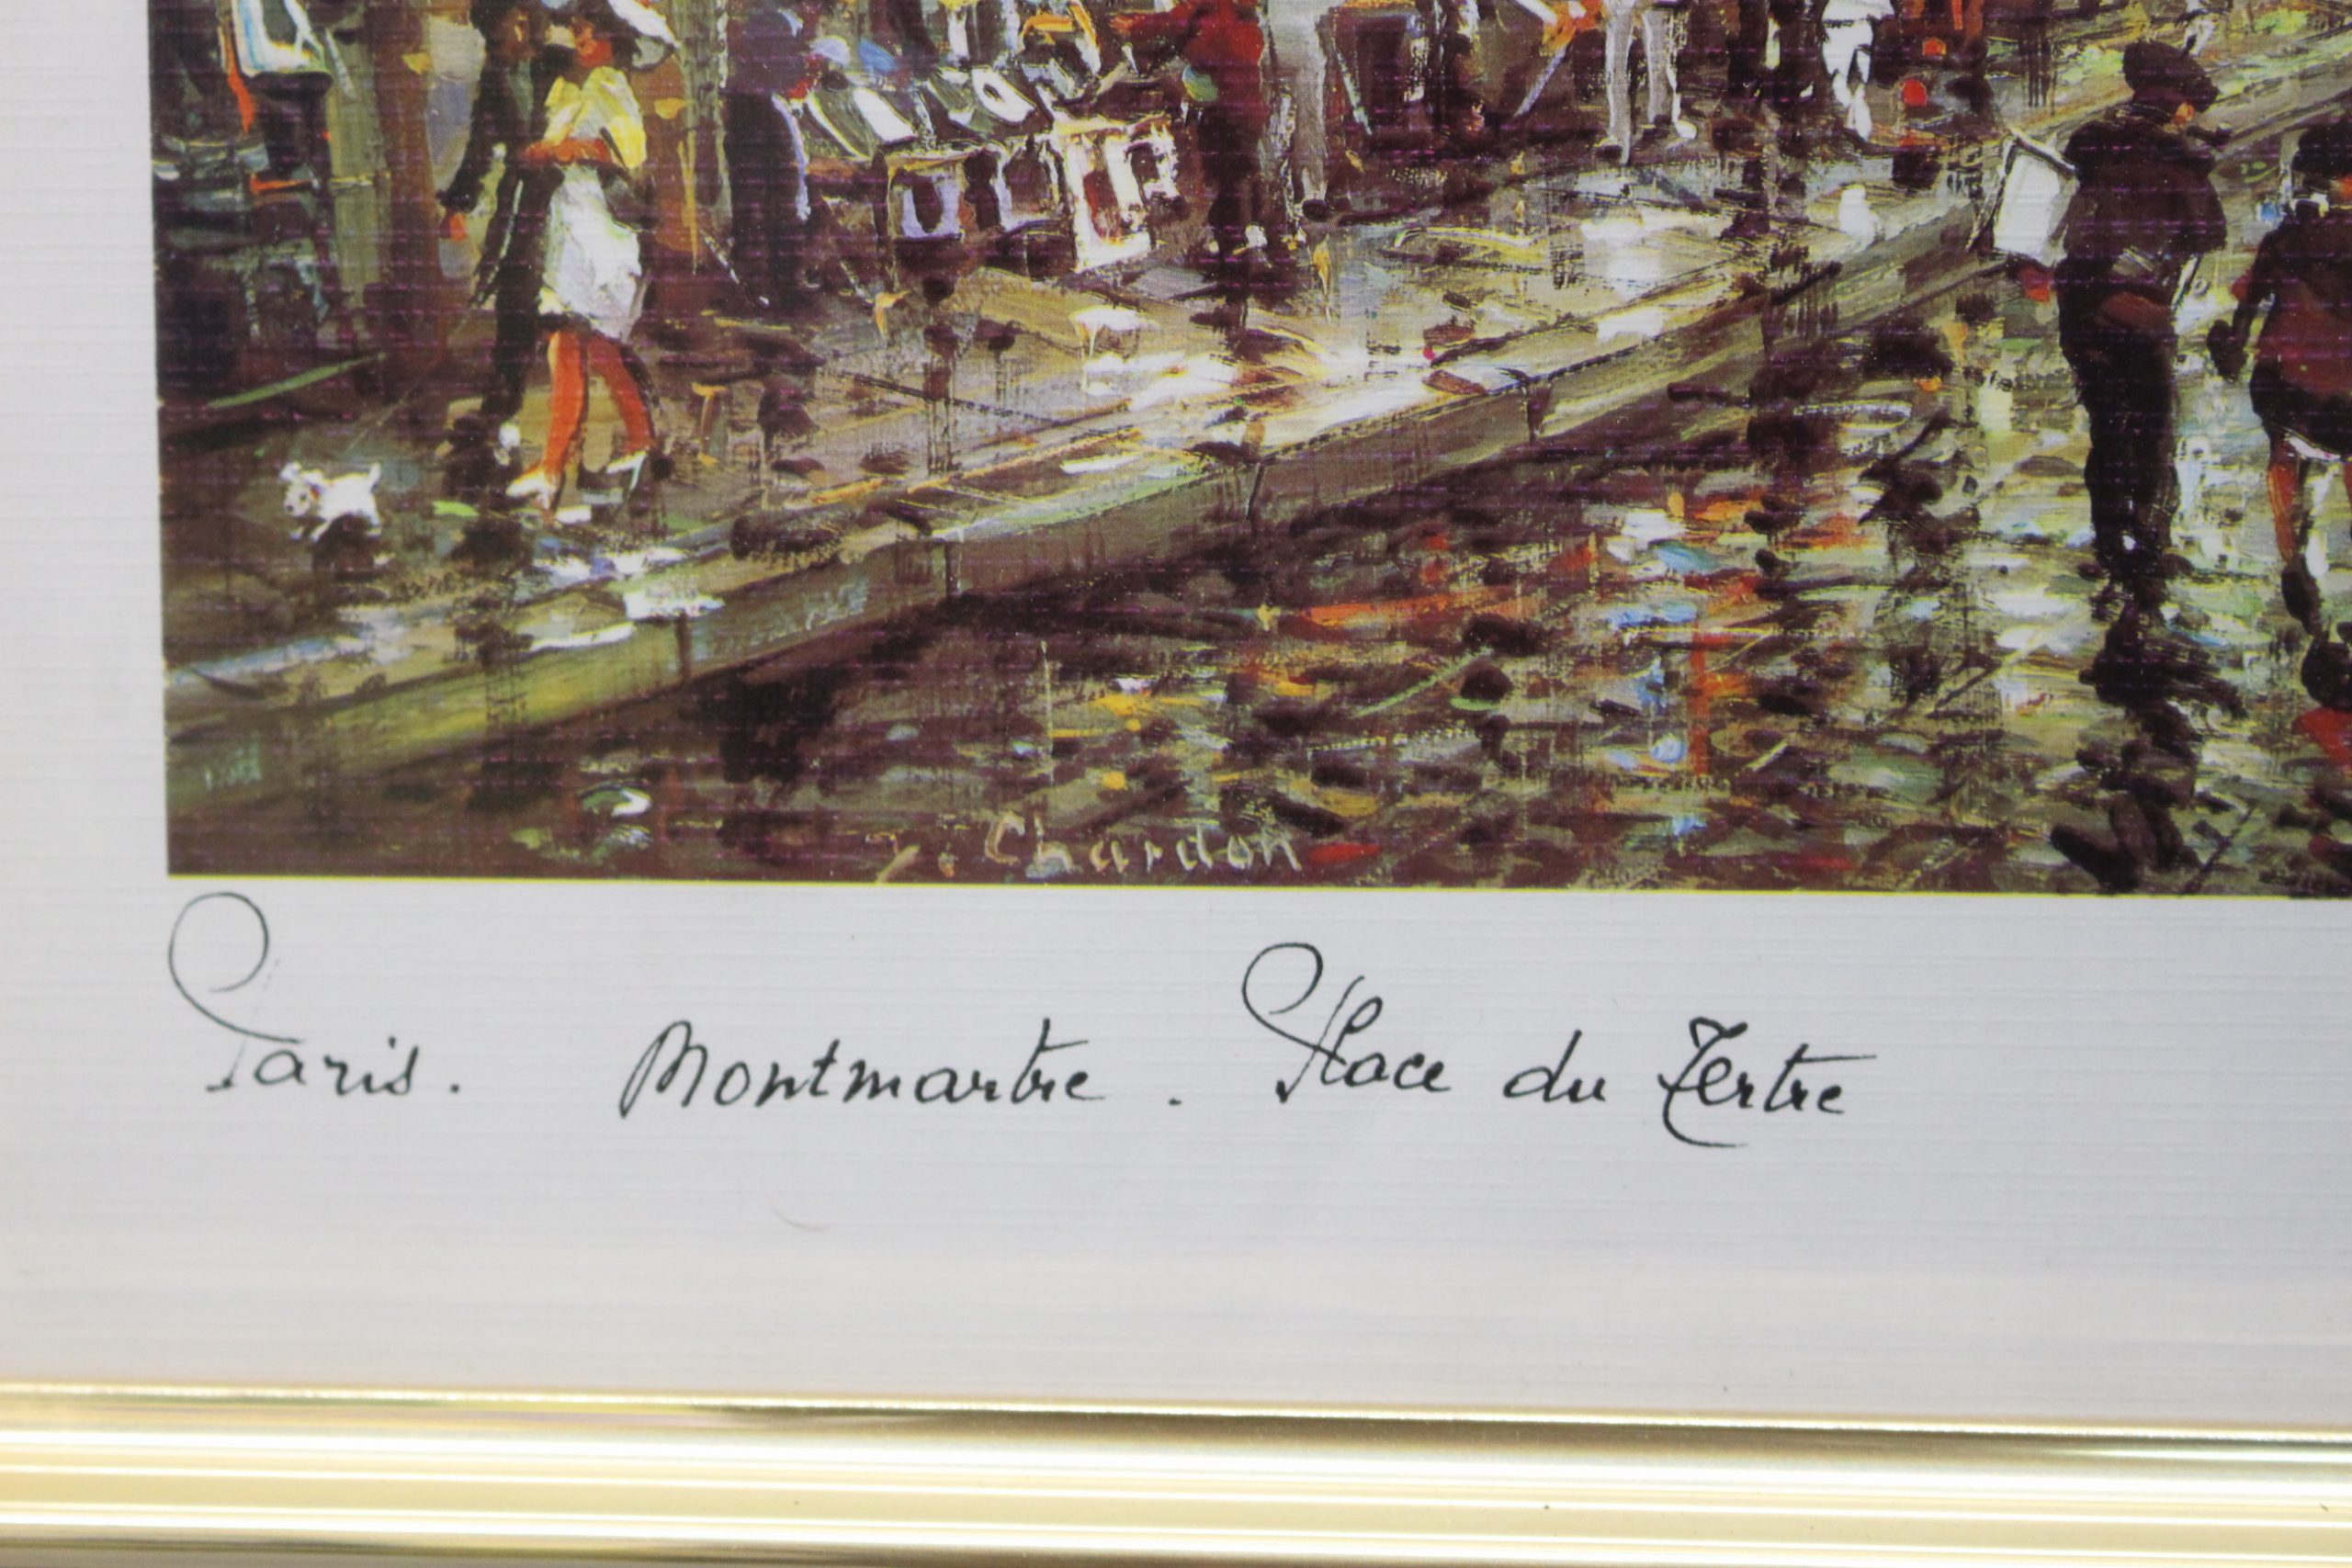 Chardon
Paris. Montmartre. Place du Tertre